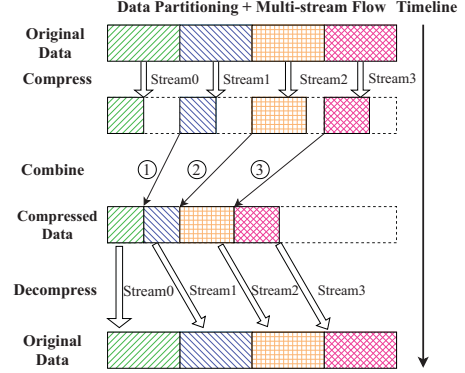 Data Partitioning + Multi-stream Flow Timeline
Original
Data
Compress
Stream0 Stream1 Stream2 Stream3
① ② ③
Combine
Compressed
Data
Decompress
Stream0 Stream1 Stream2 Stream3
Original
Data